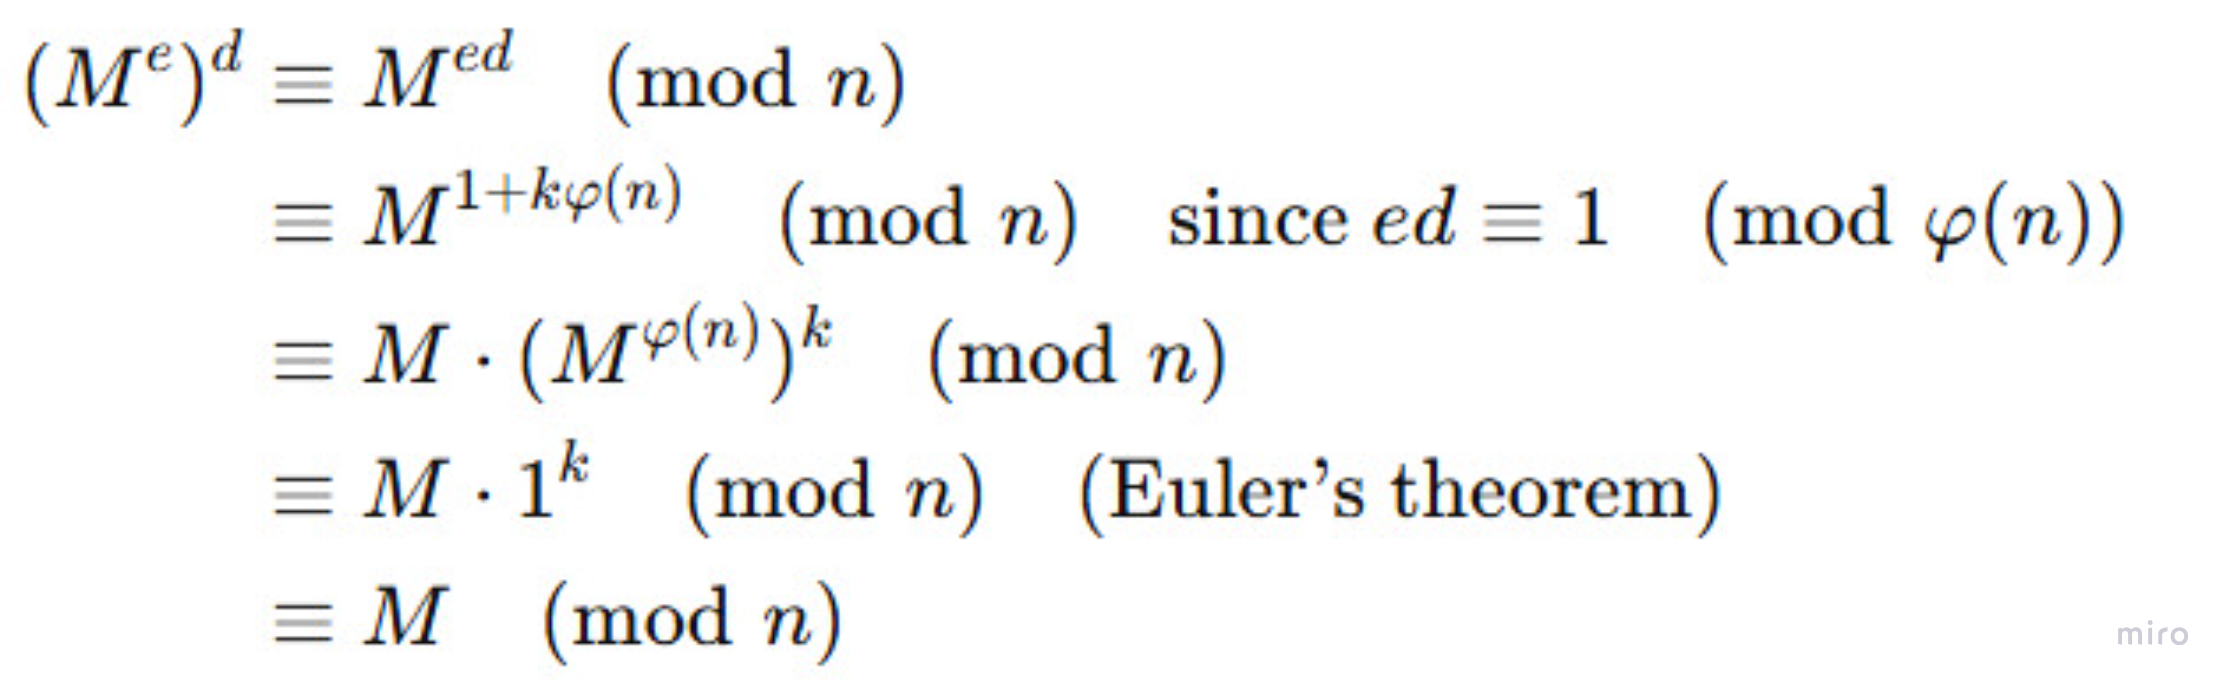 (M^e)^d ≡ M^{ed} (mod n)
≡ M^{1+kφ(n)} (mod n) since ed ≡ 1 (mod φ(n))
≡ M · (M^{φ(n)})^k (mod n)
≡ M · 1^k (mod n) (Euler’s theorem)
≡ M (mod n)
miro